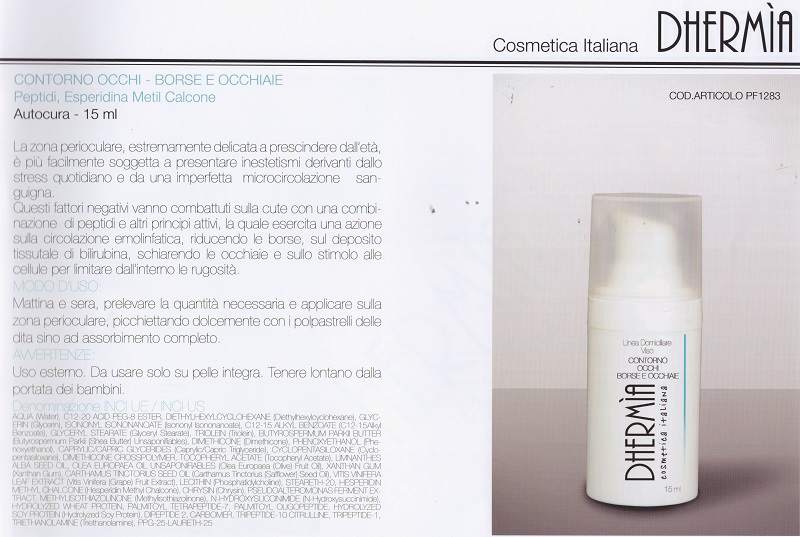 Cosmetica Italiana DHERMÌA
CONTORNO OCCHI - BORSE E OCCHIAIE
Peptidi, Esperidina Metil Calcone
Autocura - 15 ml
La zona perioculare, estremamente delicata a prescindere dall'età,
è più facilmente soggetta a presentare inestetismi derivanti dallo
stress quotidiano e da una imperfetta microcircolazione san-
guigna.
Questi fattori negativi vanno combattuti sulla cute con una combi-
nazione di peptidi e altri principi attivi, la quale esercita una azione
sulla circolazione emolinfatica, riducendo le borse, sul deposito
tissutale di bilirubina, schiarendo le occhiaie e sullo stimolo alle
cellule per limitare dall'interno le rugosità.
MODO D'USO:
Mattina e sera, prelevare la quantità necessaria e applicare sulla
zona perioculare, picchiettando dolcemente con i polpastrelli delle
dita sino ad assorbimento completo.
AVVERTENZE:
Uso esterno. Da usare solo su pelle integra. Tenere lontano dalla
portata dei bambini.
Denominazione INCI UE / INCI US
AQUA (Water), C12-20 ACID PEG-8 ESTER, DIETHYLHEXYLCYCLOHEXANE (Diethylhexylcyclohexane), GLYC-
ERIN (Glycerin), ISONONYL ISONONANOATE (Isononyl Isononanoate), C12-15 ALKYL BENZOATE (C12-15Alkyl
Benzoate), GLYCERYL STEARATE (Glyceryl Stearate), TRIOLEIN (Triolein), BUTYROSPERMUM PARKII BUTTER
(Butyrospermum Parkii (Shea Butter) Unsaponifiables), DIMETHICONE (Dimethicone), PHENOXYETHANOL (Phe-
noxyethanol), CAPRYLIC/CAPRIC GLYCERIDES (Caprylic/Capric Triglyceride), CYCLOPENTASILOXANE (Cyclo-
pentasiloxane), DIMETHICONE CROSSPOLYMER, TOCOPHERYL ACETATE (Tocopheryl Acetate), LIMNANTHES
ALBA SEED OIL, OLEA EUROPAEA OIL UNSAPONIFIABLES (Olea Europaea (Olive) Fruit Oil), XANTHAN GUM
(Xanthan Gum), CARTHAMUS TINCTORIUS SEED OIL (Carthamus Tinctorius (Safflower) Seed Oil), VITIS VINIFERA
LEAF EXTRACT (Vitis Vinifera (Grape) Fruit Extract), LECITHIN (Phosphatidylcholine), STEARETH-20, HESPERIDIN
METHYL CHALCONE (Hesperidin Methyl Chalcone), CHRYSIN (Chrysin), PSEUDOALTEROMONAS FERMENT EX-
TRACT, METHYLISOTHIAZOLINONE (Methylisothiazolinone), N-HYDROXYSUCCINIMIDE (N-Hydroxysuccinimide),
HYDROLYZED WHEAT PROTEIN, PALMITOYL TETRAPEPTIDE-7, PALMITOYL OLIGOPEPTIDE, HYDROLYZED
SOY PROTEIN (Hydrolyzed Soy Protein), DIPEPTIDE 2, CARBOMER, TRIPEPTIDE-10 CITRULLINE, TRIPEPTIDE-1,
TRIETHANOLAMINE (Triethanolamine), PPG-25-LAURETH-25
COD.ARTICOLO PF1283
Linea Domiciliare
Viso
CONTORNO
OCCHI
BORSE E OCCHIAIE
DHERMÌA
cosmetica italiana
15 ml